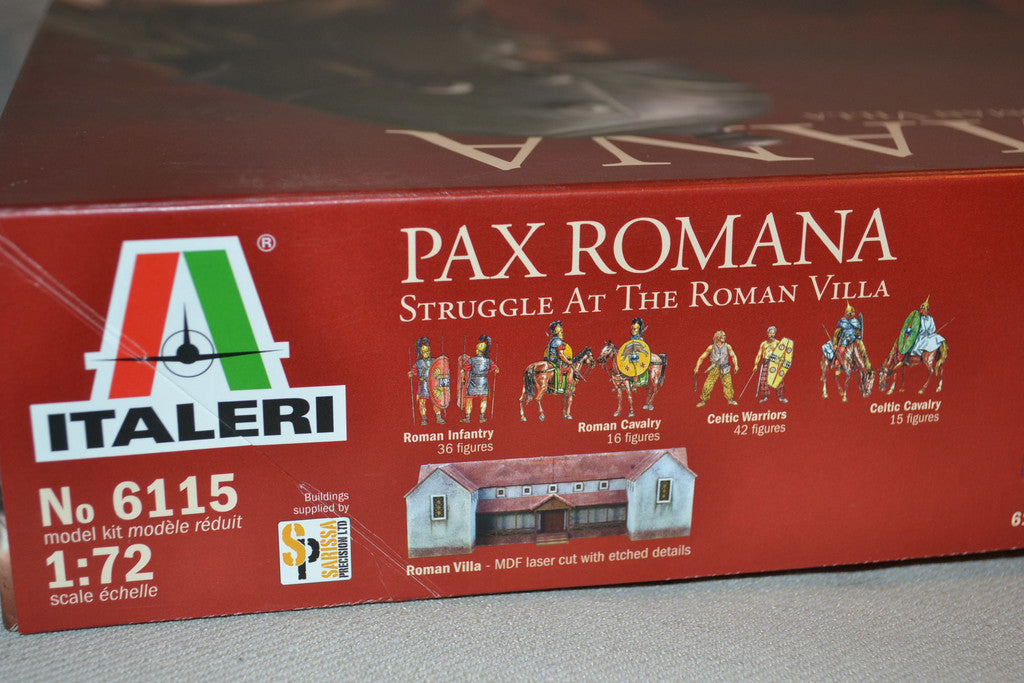 ANA
ITALERI
®
No 6115
model kit modèle réduit
1:72
scale échelle
Buildings
supplied by
SP
SARISSA
PRECISION LTD
PAX ROMANA
STRUGGLE AT THE ROMAN VILLA
Roman Infantry
36 figures
Roman Cavalry
16 figures
Celtic Warriors
42 figures
Celtic Cavalry
15 figures
Roman Villa - MDF laser cut with etched details